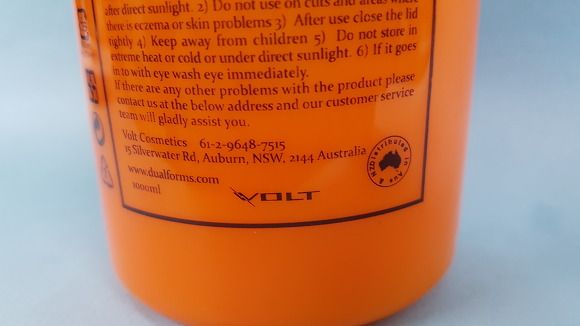 after direct sunlight. 2) Do not use on cuts and areas where
there is eczema or skin problems 3) After use close the lid
tightly 4) Keep away from children 5) Do not store in
extreme heat or cold or under direct sunlight. 6) If it goes
in to with eye wash eye immediately.
If there are any other problems with the product please
contact us at the below address and our customer service
team will gladly assist you.
Volt Cosmetics 61-2-9648-7515
15 Silverwater Rd, Auburn, NSW. 2144 Australia
www.dualforms.com
1000ml
VOLT
Distributed in Aus & NZ